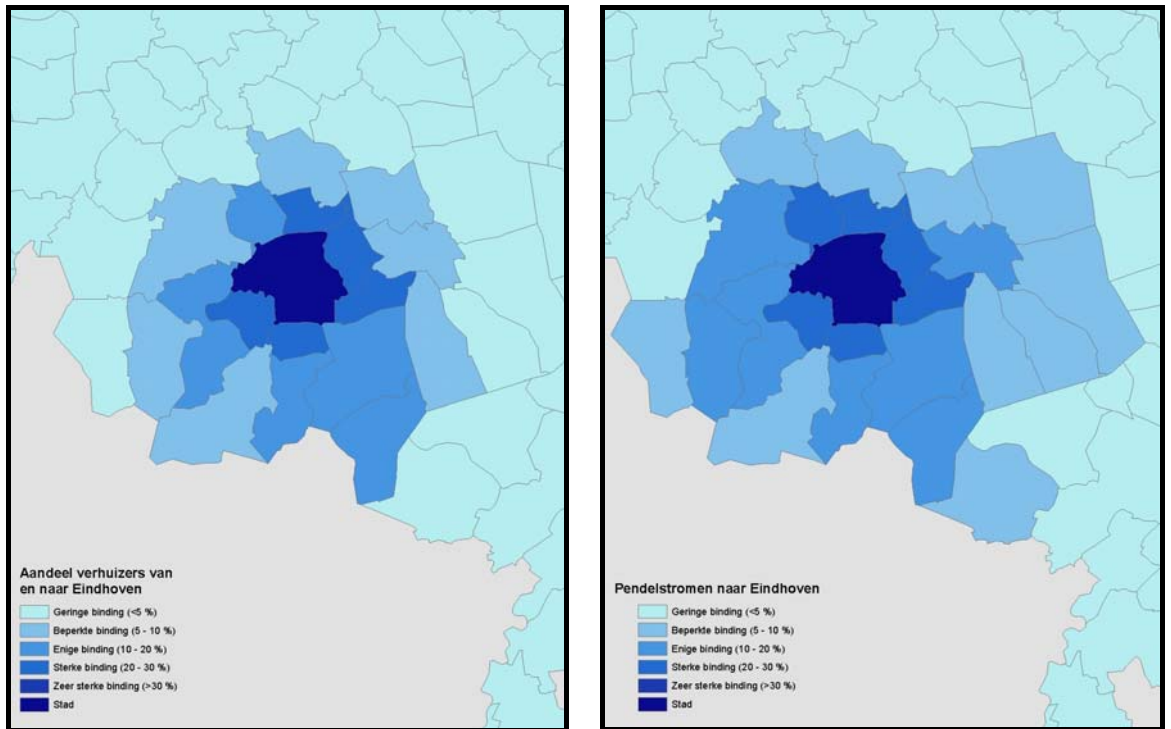 Aandeel verhuizers van
en naar Eindhoven
Geringe binding (<5 %)
Beperkte binding (5 - 10 %)
Enige binding (10 - 20 %)
Sterke binding (20 - 30 %)
Zeer sterke binding (>30 %)
Stad
Pendelstromen naar Eindhoven
Geringe binding (<5 %)
Beperkte binding (5 - 10 %)
Enige binding (10 - 20 %)
Sterke binding (20 - 30 %)
Zeer sterke binding (>30 %)
Stad